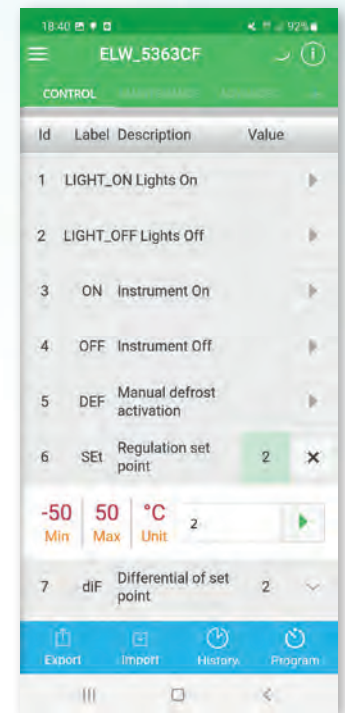 18:40 92%
ELW_5363CF
CONTROL MAINTENANCE ADVANCED
Id Label Description Value
1 LIGHT_ON Lights On
2 LIGHT_OFF Lights Off
3 ON Instrument On
4 OFF Instrument Off
5 DEF Manual defrost
activation
6 SEt Regulation set
point 2
-50 50 °C 2
Min Max Unit
7 diF Differential of set
point 2
Export Import History Program